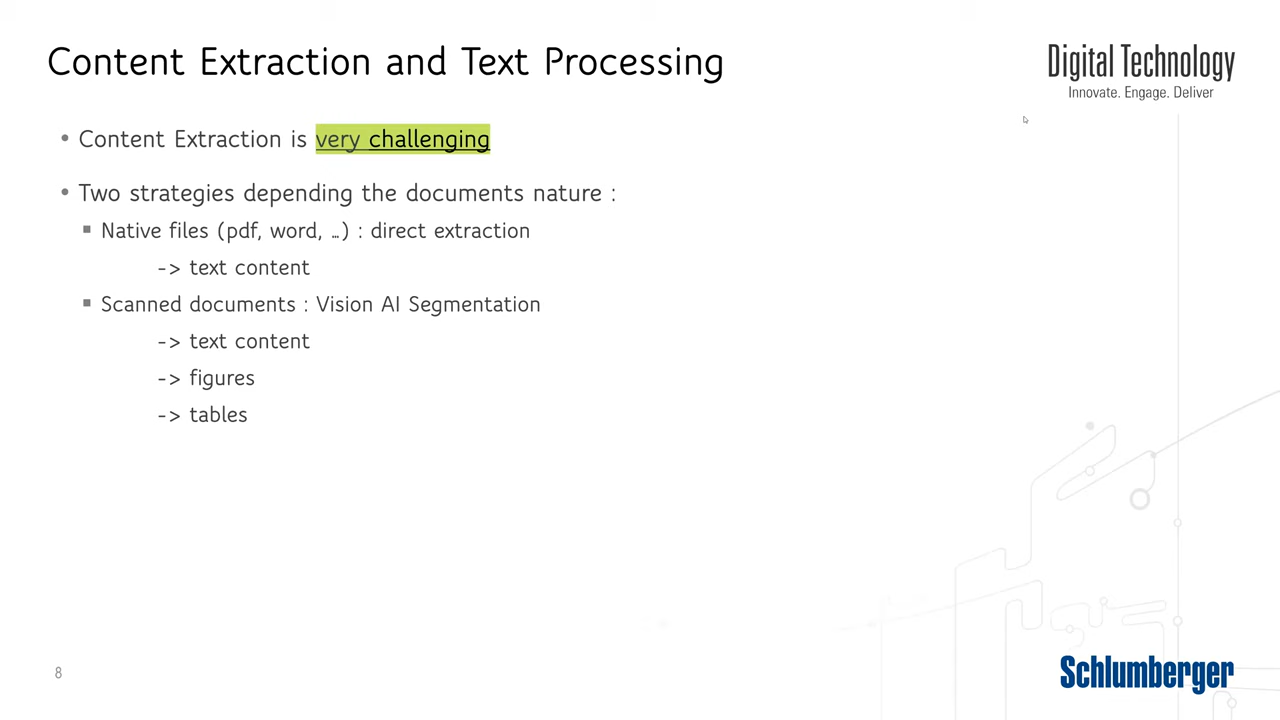 Content Extraction and Text Processing
Digital Technology
Innovate. Engage. Deliver
• Content Extraction is very challenging
• Two strategies depending the documents nature :
▪ Native files (pdf, word, …) : direct extraction
-> text content
▪ Scanned documents : Vision AI Segmentation
-> text content
-> figures
-> tables
8
Schlumberger